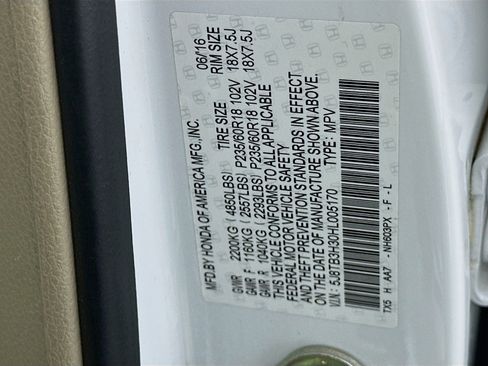 MFD.BY HONDA OF AMERICA MFG.,INC. 06/16
TIRE SIZE RIM SIZE
GVWR 2200KG (4850LBS) P235/60R18 102V 18X7.5J
GAWR F 1160KG (2557LBS) P235/60R18 102V 18X7.5J
GAWR R 1040KG (2293LBS)
THIS VEHICLE CONFORMS TO ALL APPLICABLE
FEDERAL MOTOR VEHICLE SAFETY
AND THEFT PREVENTION STANDARDS IN EFFECT
ON THE DATE OF MANUFACTURE SHOWN ABOVE.
V.I.N.: 5J8TB3H30HL005170 TYPE: MPV
TX5 H AA7 - NH603PX - F - L